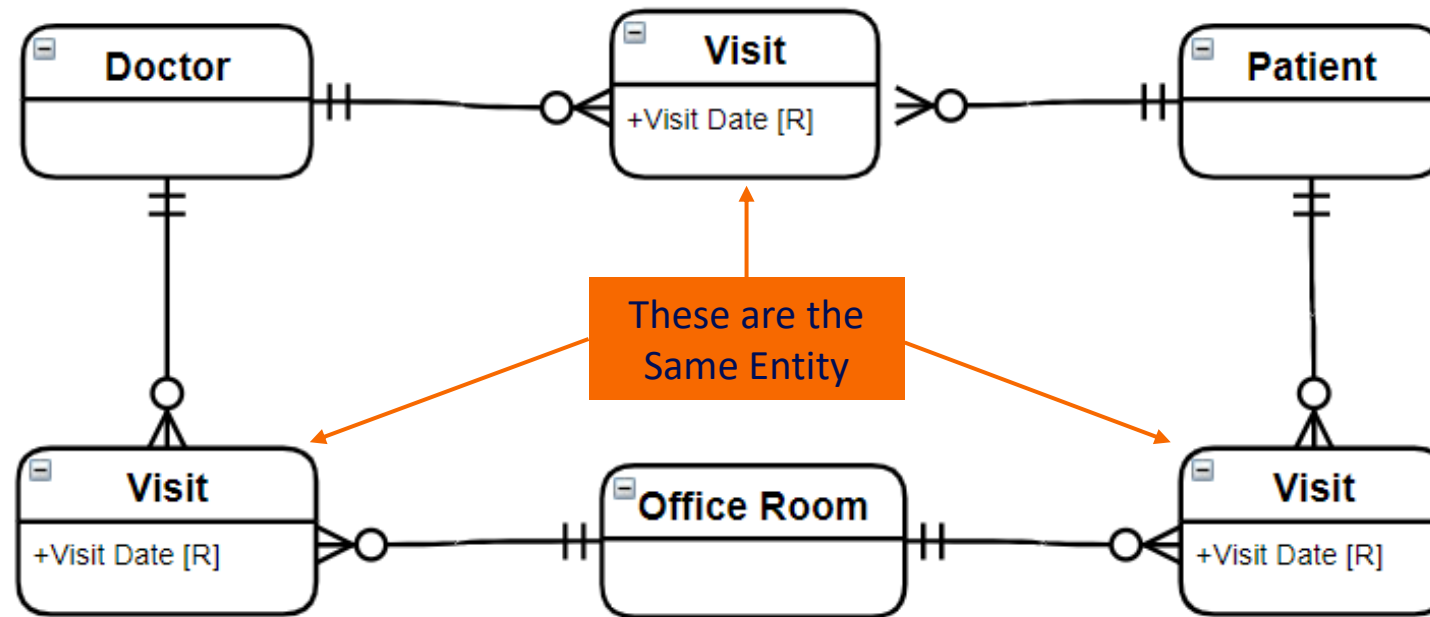 Doctor
Visit
+Visit Date [R]
Patient
These are the
Same Entity
Visit
+Visit Date [R]
Office Room
Visit
+Visit Date [R]